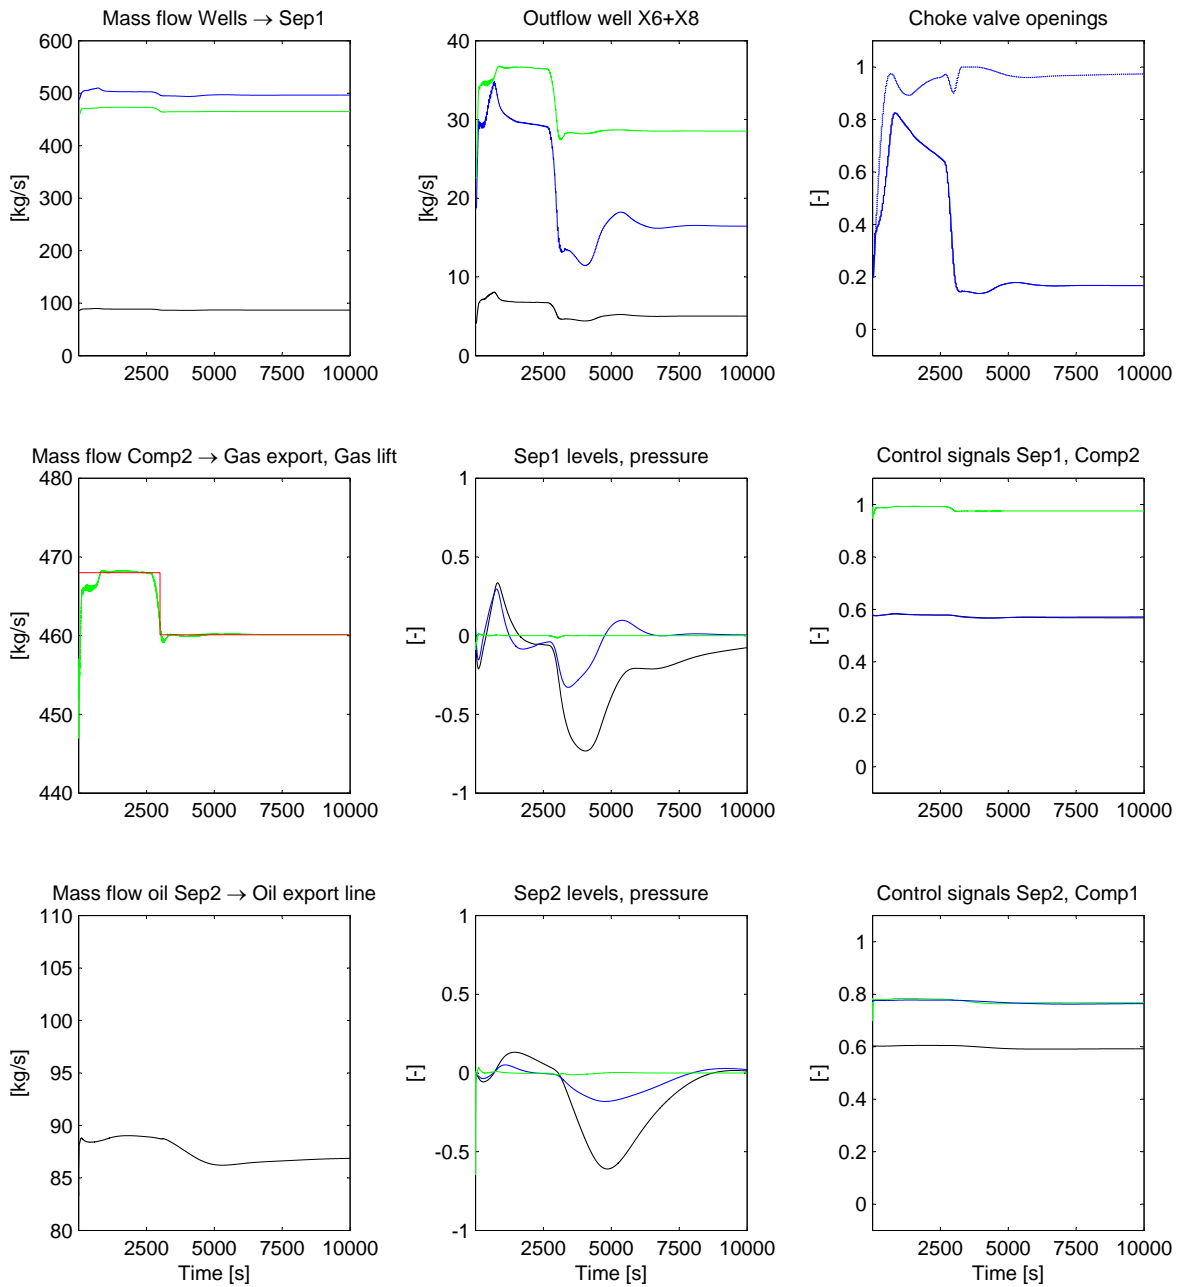 Mass flow Wells → Sep1
Outflow well X6+X8
Choke valve openings
600
500
400
300
200
100
0
[kg/s]
2500 5000 7500 10000
40
30
20
10
0
[kg/s]
2500 5000 7500 10000
1
0.8
0.6
0.4
0.2
0
[-]
2500 5000 7500 10000
Mass flow Comp2 → Gas export, Gas lift
Sep1 levels, pressure
Control signals Sep1, Comp2
480
470
460
450
440
[kg/s]
2500 5000 7500 10000
1
0.5
0
-0.5
-1
[-]
2500 5000 7500 10000
1
0.8
0.6
0.4
0.2
0
[-]
2500 5000 7500 10000
Mass flow oil Sep2 → Oil export line
Sep2 levels, pressure
Control signals Sep2, Comp1
110
105
100
95
90
85
80
[kg/s]
2500 5000 7500 10000
Time [s]
1
0.5
0
-0.5
-1
[-]
2500 5000 7500 10000
Time [s]
1
0.8
0.6
0.4
0.2
0
[-]
2500 5000 7500 10000
Time [s]